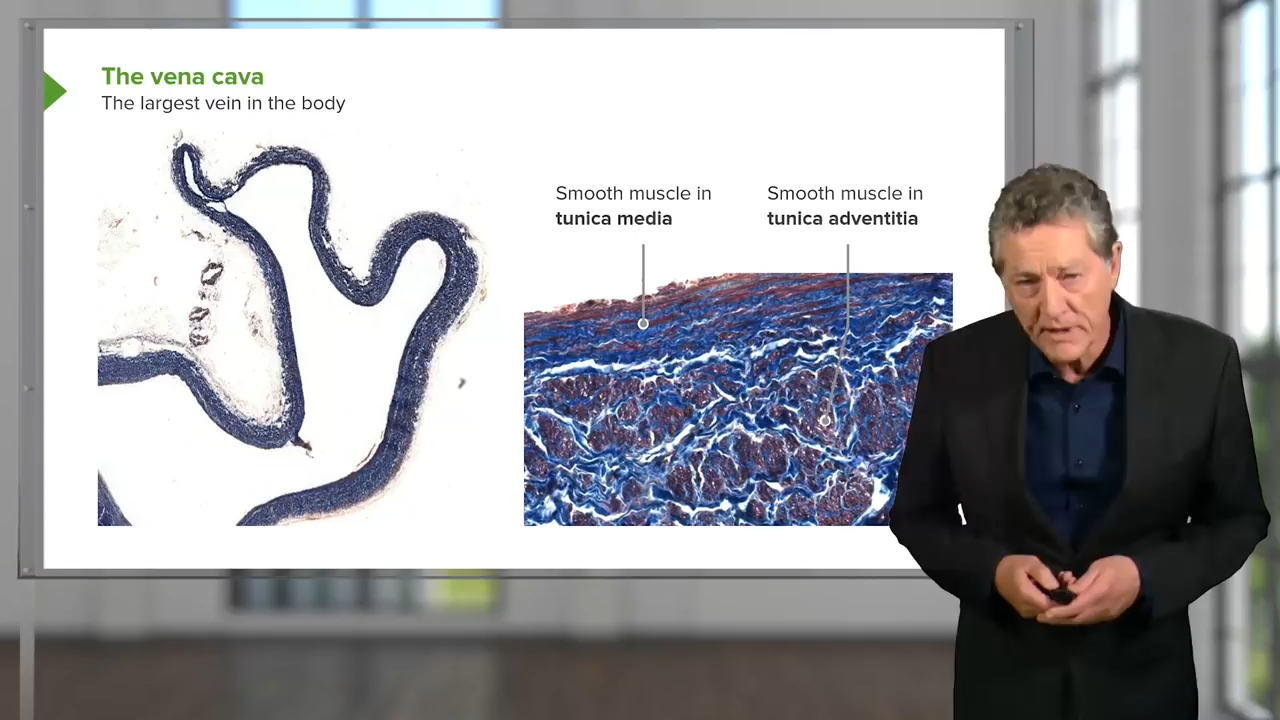 The vena cava
The largest vein in the body
Smooth muscle in
tunica media
Smooth muscle in
tunica adventitia